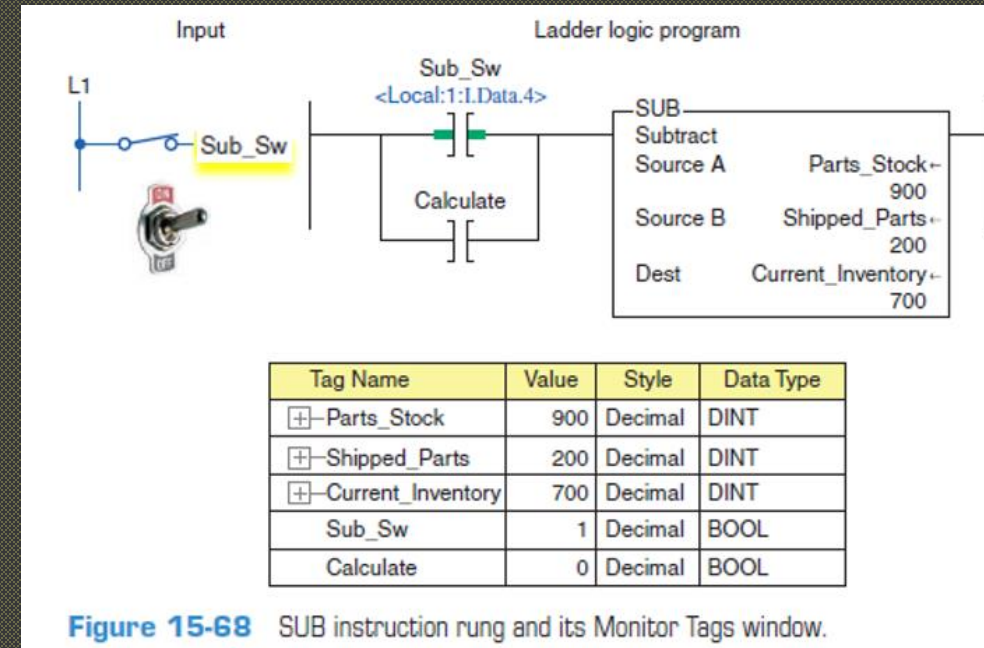 Input
Ladder logic program
L1
Sub_Sw
Sub_Sw
<Local:1:I.Data.4>
Calculate
SUB
Subtract
Source A Parts_Stock←
900
Source B Shipped_Parts←
200
Dest Current_Inventory←
700
ON
OFF
Tag Name Value Style Data Type
Parts_Stock 900 Decimal DINT
Shipped_Parts 200 Decimal DINT
Current_Inventory 700 Decimal DINT
Sub_Sw 1 Decimal BOOL
Calculate 0 Decimal BOOL
Figure 15-68 SUB instruction rung and its Monitor Tags window.